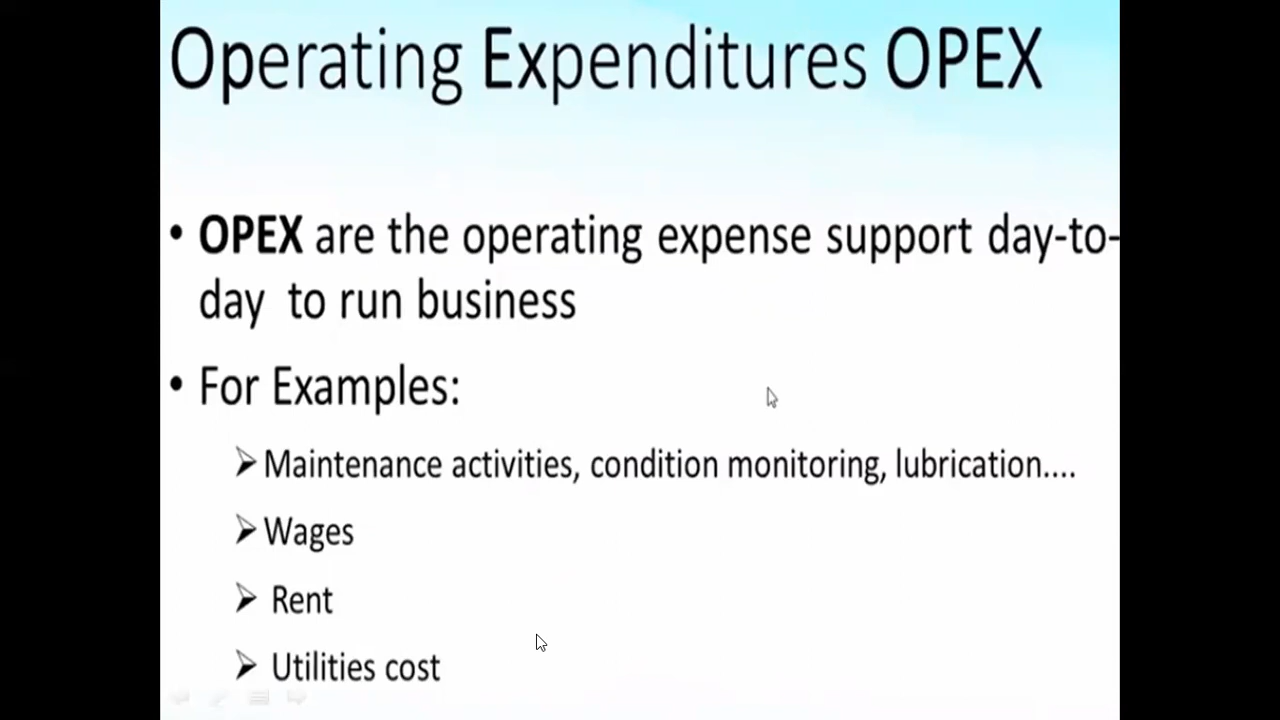 Operating Expenditures OPEX
• OPEX are the operating expense support day-to-
day to run business
• For Examples:
➢ Maintenance activities, condition monitoring, lubrication....
➢ Wages
➢ Rent
➢ Utilities cost